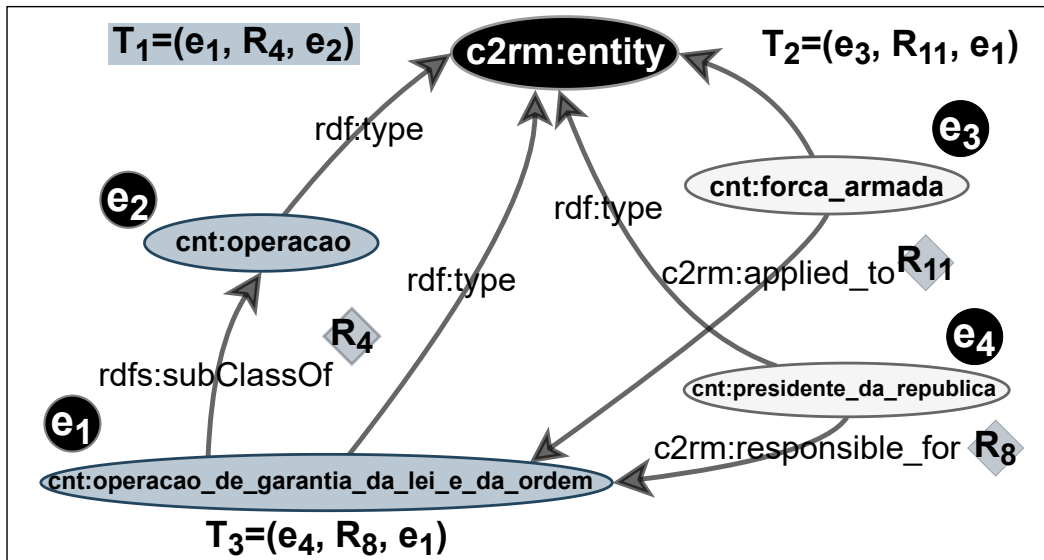 T1=(e1, R4, e2)
c2rm:entity
T2=(e3, R11, e1)
rdf:type
e3
cnt:forca_armada
e2
rdf:type
cnt:operacao
rdf:type
c2rm:applied_to
R11
R4
e4
rdfs:subClassOf
cnt:presidente_da_republica
e1
c2rm:responsible_for
R8
cnt:operacao_de_garantia_da_lei_e_da_ordem
T3=(e4, R8, e1)